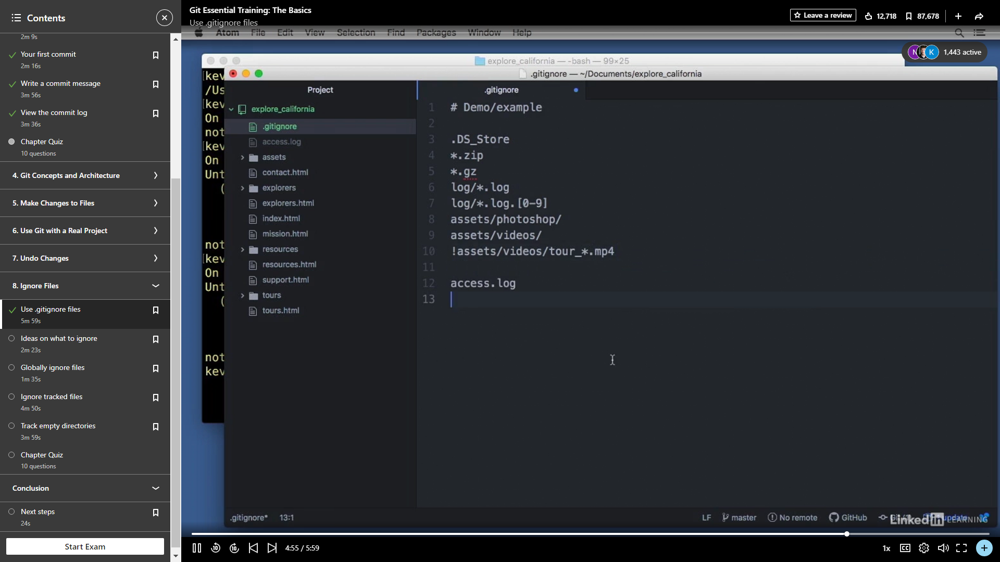 Contents
2m 9s
Your first commit
2m 16s
Write a commit message
3m 56s
View the commit log
3m 36s
Chapter Quiz
10 questions
4. Git Concepts and Architecture
5. Make Changes to Files
6. Use Git with a Real Project
7. Undo Changes
8. Ignore Files
Use .gitignore files
5m 59s
Ideas on what to ignore
2m 23s
Globally ignore files
1m 35s
Ignore tracked files
4m 50s
Track empty directories
3m 59s
Chapter Quiz
10 questions
Conclusion
Next steps
24s
Start Exam
Git Essential Training: The Basics
Use .gitignore files
Leave a review
12,718
87,678
Atom File Edit View Selection Find Packages Window Help
N K 1,443 active
explore_california — -bash — 99×25
.gitignore — ~/Documents/explore_california
[kev
/Us
[kev
On
not
[kev
On
Unt
(
not
[kev
On
Unt
(
not
kev
Project
explore_california
.gitignore
access.log
assets
contact.html
explorers
explorers.html
index.html
mission.html
resources
resources.html
support.html
tours
tours.html
.gitignore
1 # Demo/example
2
3 .DS_Store
4 *.zip
5 *.gz
6 log/*.log
7 log/*.log.[0-9]
8 assets/photoshop/
9 assets/videos/
10 !assets/videos/tour_*.mp4
11
12 access.log
13
.gitignore* 13:1
LF master No remote GitHub
LinkedIn LEARNING
10 10 4:55 / 5:59
1x CC